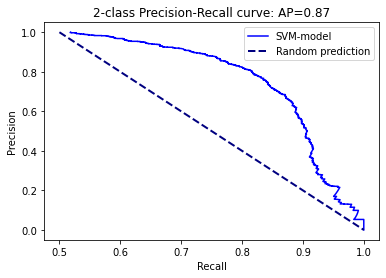 2-class Precision-Recall curve: AP=0.87
SVM-model
Random prediction
Precision
1.0
0.8
0.6
0.4
0.2
0.0
0.5 0.6 0.7 0.8 0.9 1.0
Recall